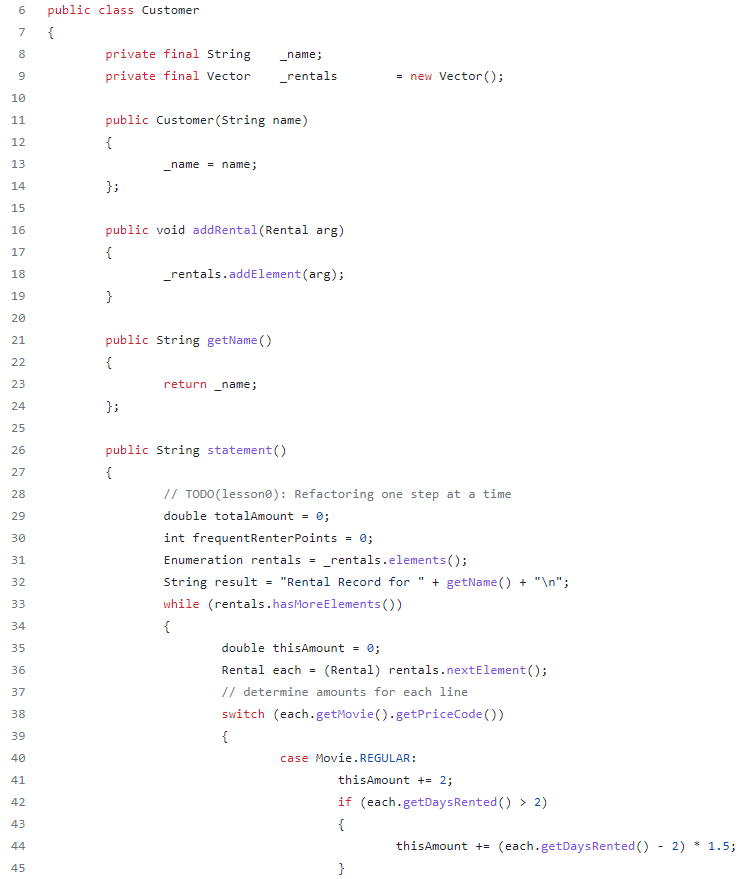 6 public class Customer
7 {
8 private final String _name;
9 private final Vector _rentals = new Vector();
10
11 public Customer(String name)
12 {
13 _name = name;
14 };
15
16 public void addRental(Rental arg)
17 {
18 _rentals.addElement(arg);
19 }
20
21 public String getName()
22 {
23 return _name;
24 };
25
26 public String statement()
27 {
28 // TODO(lesson0): Refactoring one step at a time
29 double totalAmount = 0;
30 int frequentRenterPoints = 0;
31 Enumeration rentals = _rentals.elements();
32 String result = "Rental Record for " + getName() + "\n";
33 while (rentals.hasMoreElements())
34 {
35 double thisAmount = 0;
36 Rental each = (Rental) rentals.nextElement();
37 // determine amounts for each line
38 switch (each.getMovie().getPriceCode())
39 {
40 case Movie.REGULAR:
41 thisAmount += 2;
42 if (each.getDaysRented() > 2)
43 {
44 thisAmount += (each.getDaysRented() - 2) * 1.5;
45 }